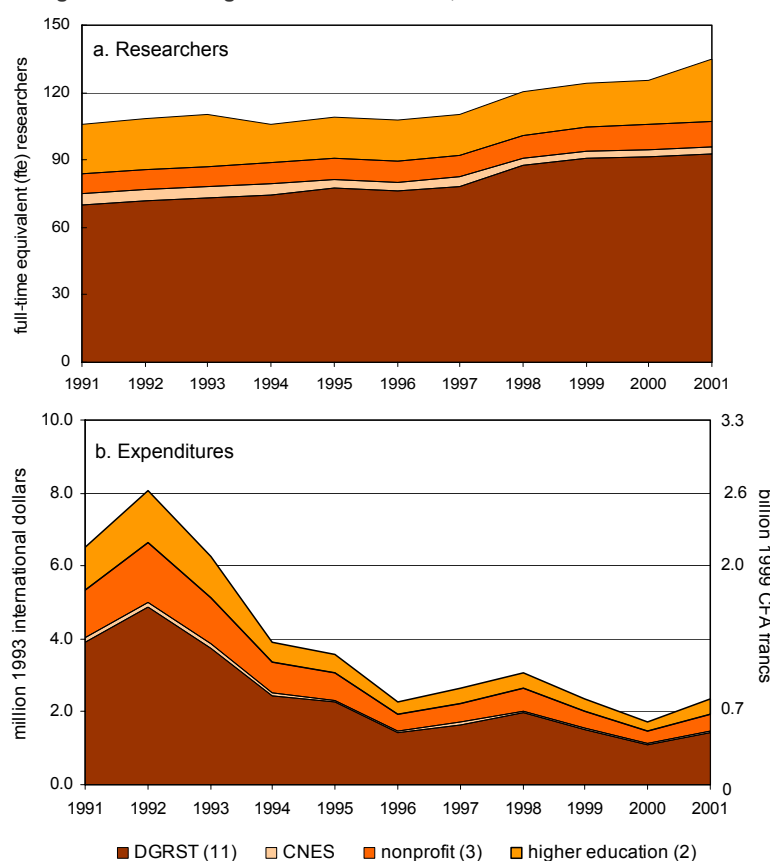 150
a. Researchers
120
90
60
30
0
full-time equivalent (fte) researchers
1991 1992 1993 1994 1995 1996 1997 1998 1999 2000 2001
10.0 3.3
b. Expenditures
8.0 2.6
6.0 2.0
4.0
2.0 0.7
0.0 0
million 1993 international dollars
billion 1999 CFA francs
1991 1992 1993 1994 1995 1996 1997 1998 1999 2000 2001
DGRST (11) CNES nonprofit (3) higher education (2)